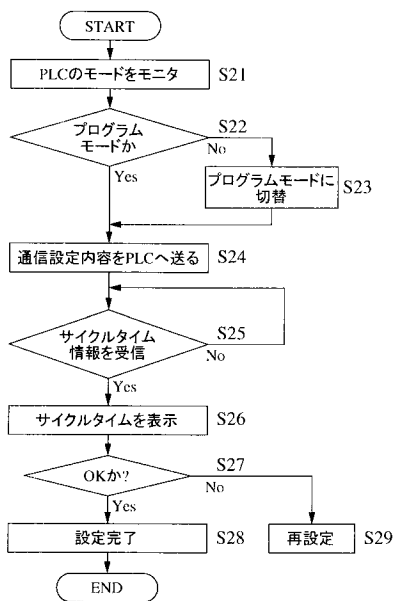 START
PLCのモードをモニタ
S21
プログラム
モードか
S22
No
Yes
プログラムモードに
切替
S23
通信設定内容をPLCへ送る
S24
サイクルタイム
情報を受信
S25
No
Yes
サイクルタイムを表示
S26
OKか?
S27
No
Yes
設定完了
S28
再設定
S29
END